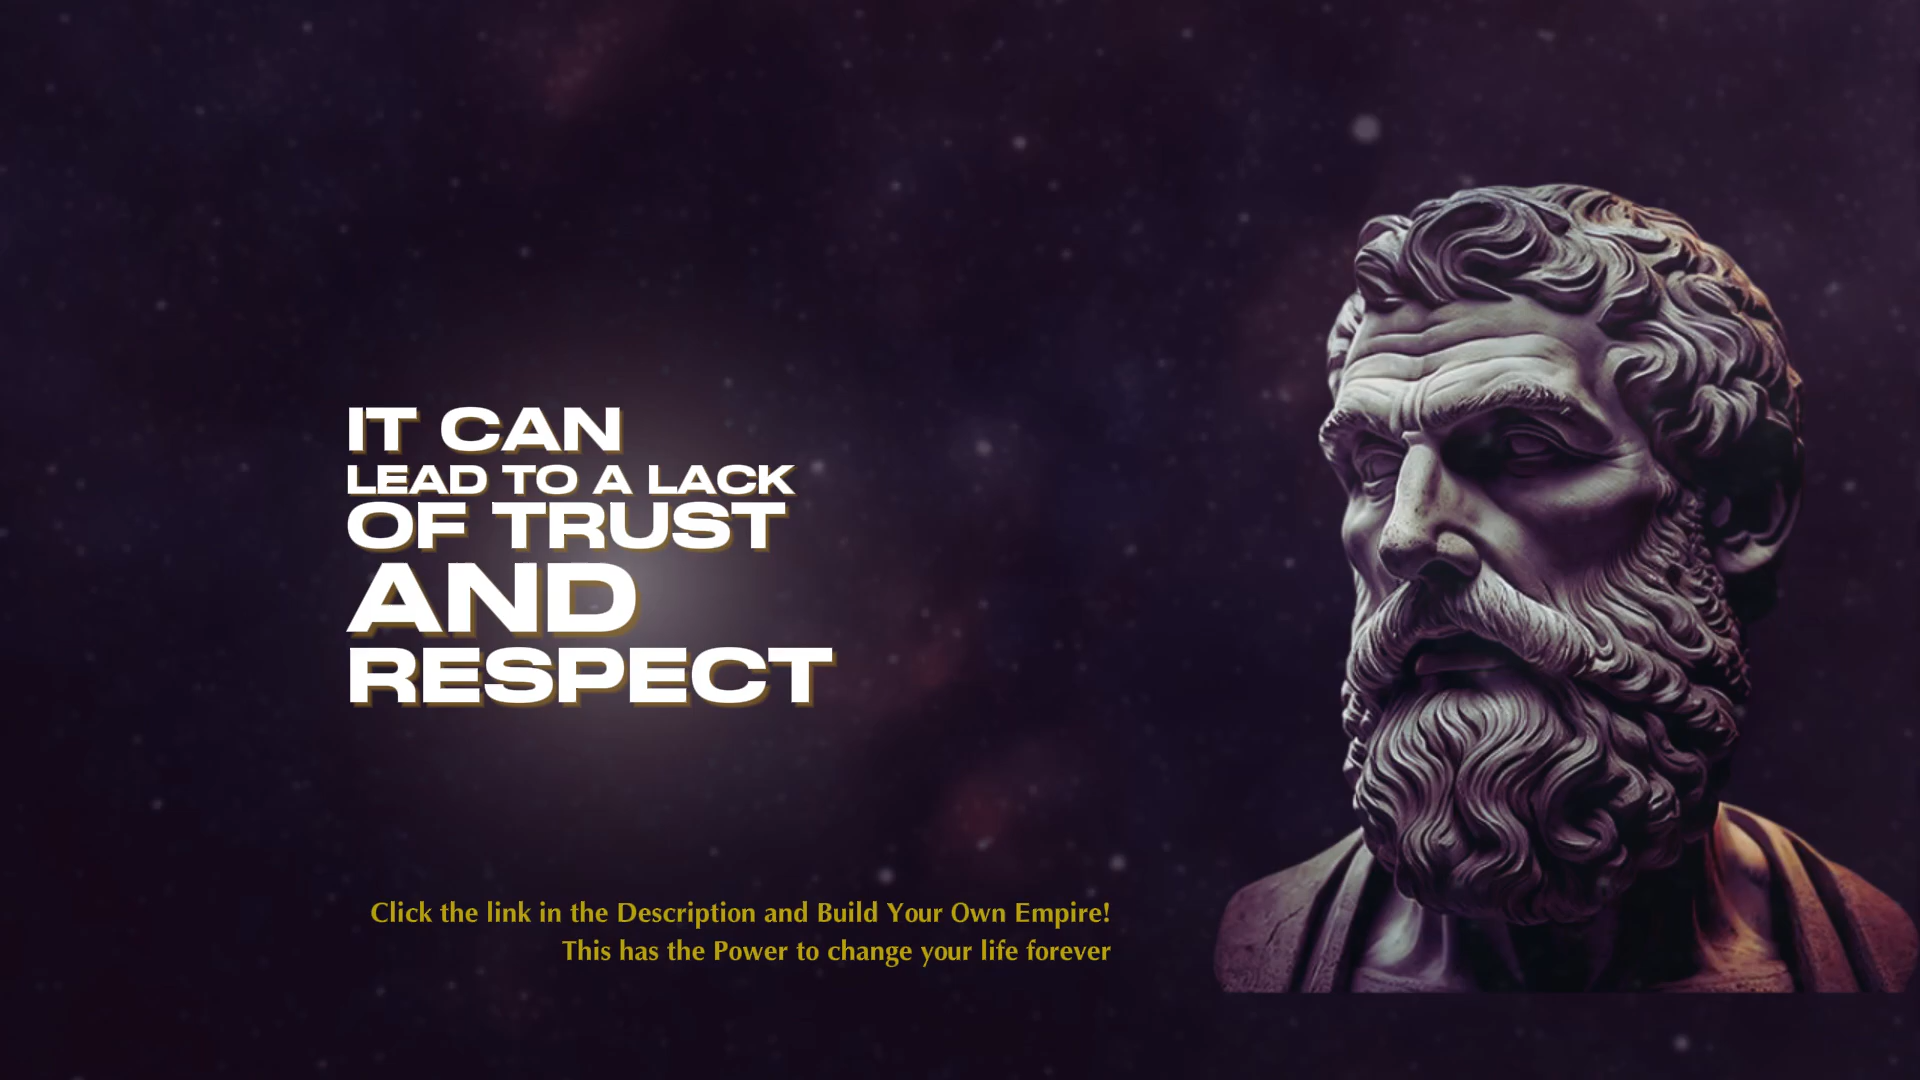 IT CAN
LEAD TO A LACK
OF TRUST
AND
RESPECT
Click the link in the Description and Build Your Own Empire!
This has the Power to change your life forever